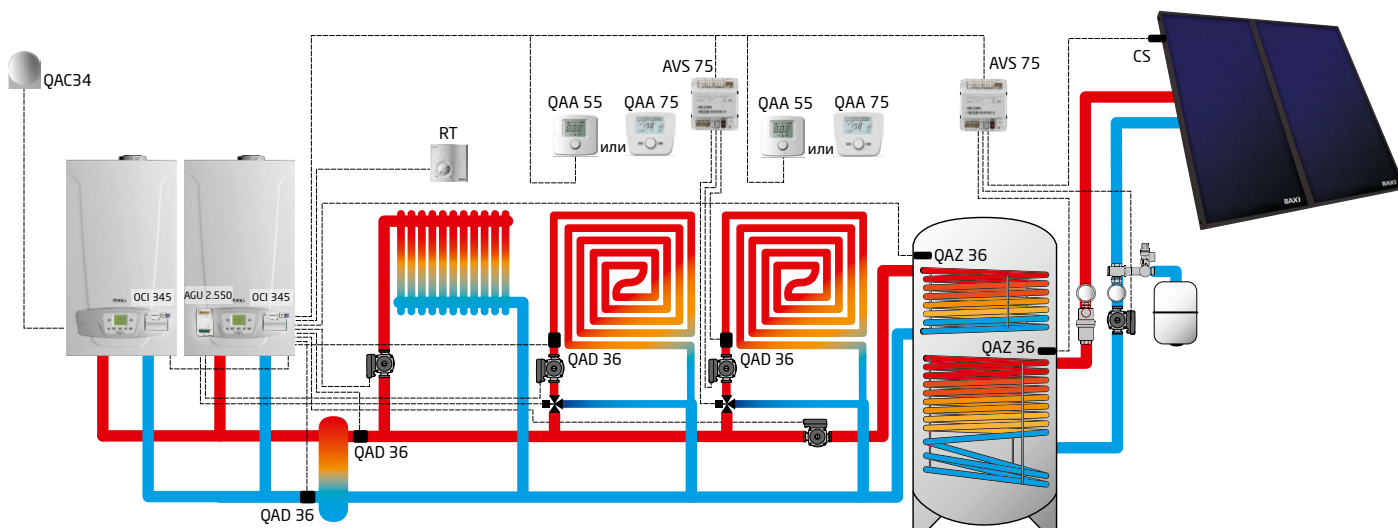 QAC34
RT
QAA 55
или
QAA 75
AVS 75
QAA 55
или
QAA 75
AVS 75
CS
BAXI
BAXI
OCI 345
AGU 2.550
OCI 345
QAD 36
QAD 36
QAZ 36
QAZ 36
QAD 36
QAD 36